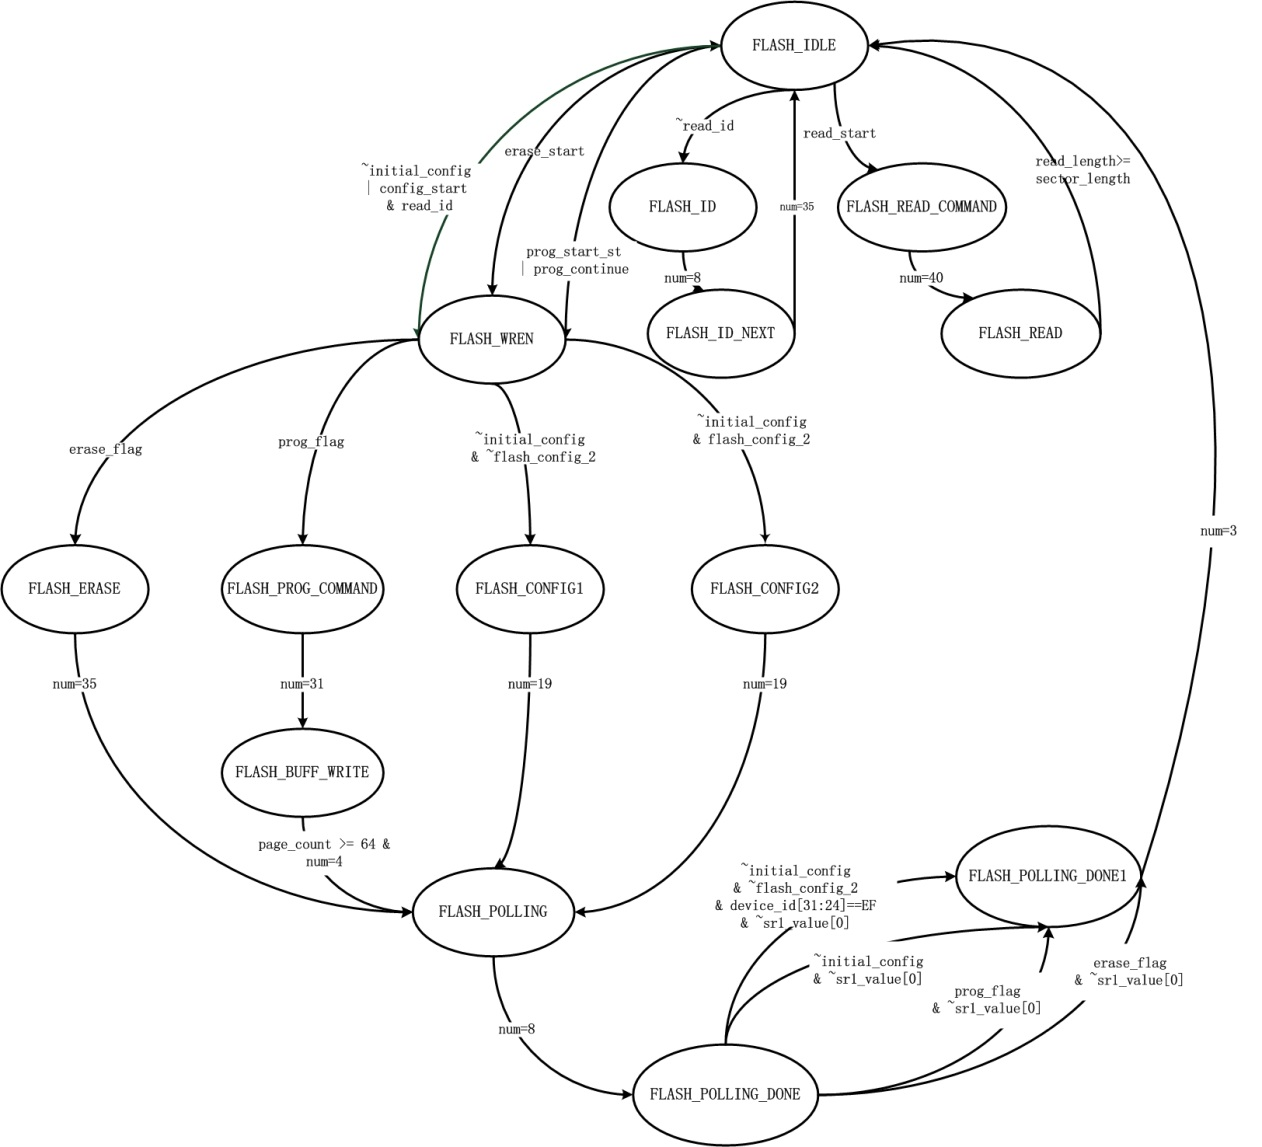 FLASH_IDLE
~read_id
read_start
erase_start
read_length>=
sector_length
~initial_config
| config_start
& read_id
FLASH_ID
num=35
FLASH_READ_COMMAND
prog_start_st
| prog_continue
num=8
num=40
FLASH_WREN
FLASH_ID_NEXT
FLASH_READ
erase_flag
prog_flag
~initial_config
& ~flash_config_2
~initial_config
& flash_config_2
num=3
FLASH_ERASE
FLASH_PROG_COMMAND
FLASH_CONFIG1
FLASH_CONFIG2
num=35
num=31
num=19
num=19
FLASH_BUFF_WRITE
page_count >= 64 &
num=4
~initial_config
& ~flash_config_2
& device_id[31:24]==EF
& ~sr1_value[0]
FLASH_POLLING_DONE1
FLASH_POLLING
~initial_config
& ~sr1_value[0]
erase_flag
& ~sr1_value[0]
prog_flag
& ~sr1_value[0]
num=8
FLASH_POLLING_DONE